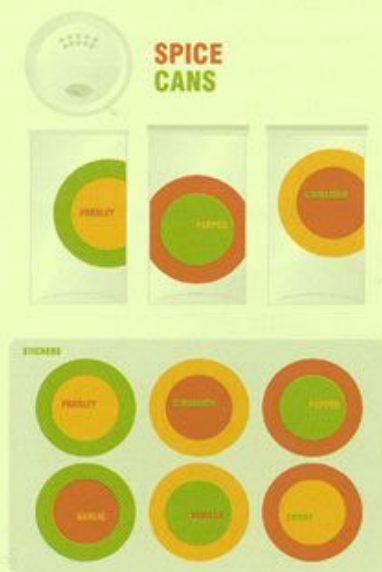 SPICE
CANS
PARSLEY
PEPPER
CINNAMON
STICKERS
PARSLEY
CINNAMON
PEPPER
GARLIC
CURRY